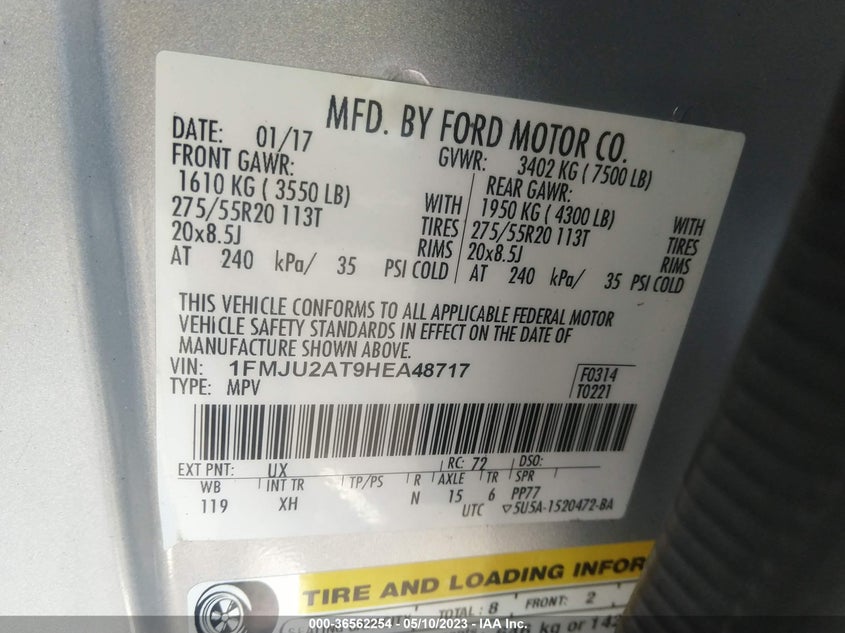 MFD. BY FORD MOTOR CO.
DATE: 01/17
GVWR: 3402 KG ( 7500 LB)
FRONT GAWR:
1610 KG ( 3550 LB) WITH
275/55R20 113T TIRES
20x8.5J RIMS
AT 240 kPa/ 35 PSI COLD
REAR GAWR:
1950 KG ( 4300 LB) WITH
275/55R20 113T TIRES
20x8.5J RIMS
AT 240 kPa/ 35 PSI COLD
THIS VEHICLE CONFORMS TO ALL APPLICABLE FEDERAL MOTOR
VEHICLE SAFETY STANDARDS IN EFFECT ON THE DATE OF
MANUFACTURE SHOWN ABOVE.
VIN: 1FMJU2AT9HEA48717
TYPE: MPV
F0314
T0221
EXT PNT: UX RC: 72 DSO:
WB INT TR TP/PS R AXLE TR SPR
119 XH N 15 6 PP77
UTC ▽5U5A-1520472-BA
TIRE AND LOADING INFOR
TOTAL: 8 FRONT: 2
kg or 142
000-36562254 - 05/10/2023 - IAA Inc.